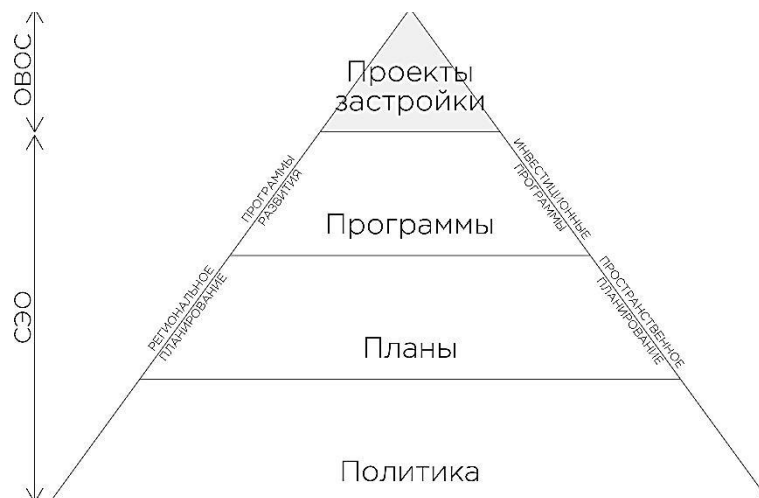 ОВОС
Проекты
застройки
СЭО
ПРОГРАММЫ
РАЗВИТИЯ
ИНВЕСТИЦИОННЫЕ
ПРОГРАММЫ
Программы
РЕГИОНАЛЬНОЕ
ПЛАНИРОВАНИЕ
ПРОСТРАНСТВЕННОЕ
ПЛАНИРОВАНИЕ
Планы
Политика